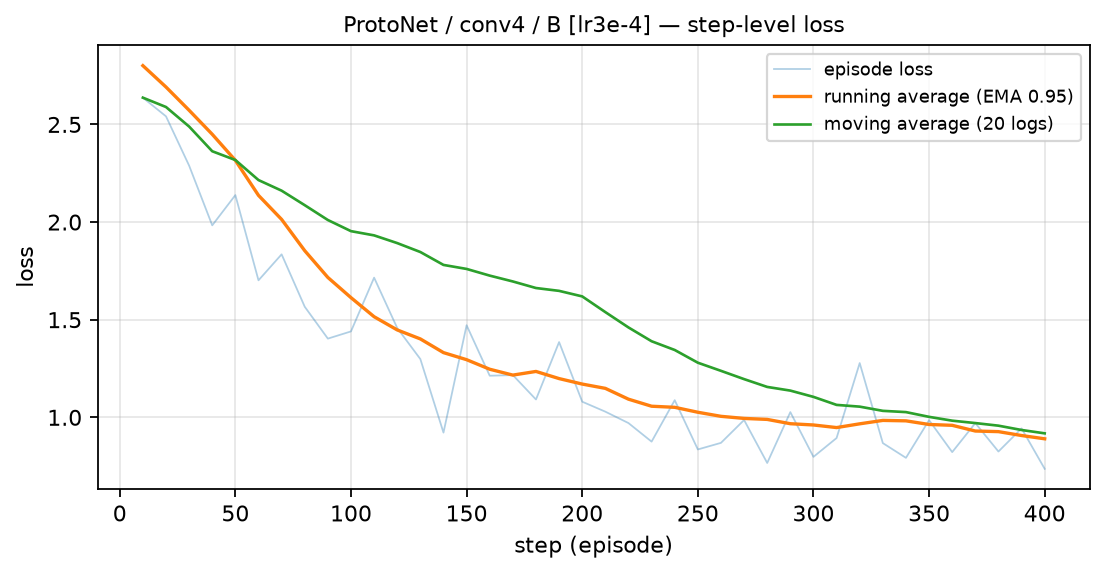 ProtoNet / conv4 / B [lr3e-4] — step-level loss
episode loss
running average (EMA 0.95)
moving average (20 logs)
loss
2.5
2.0
1.5
1.0
0 50 100 150 200 250 300 350 400
step (episode)